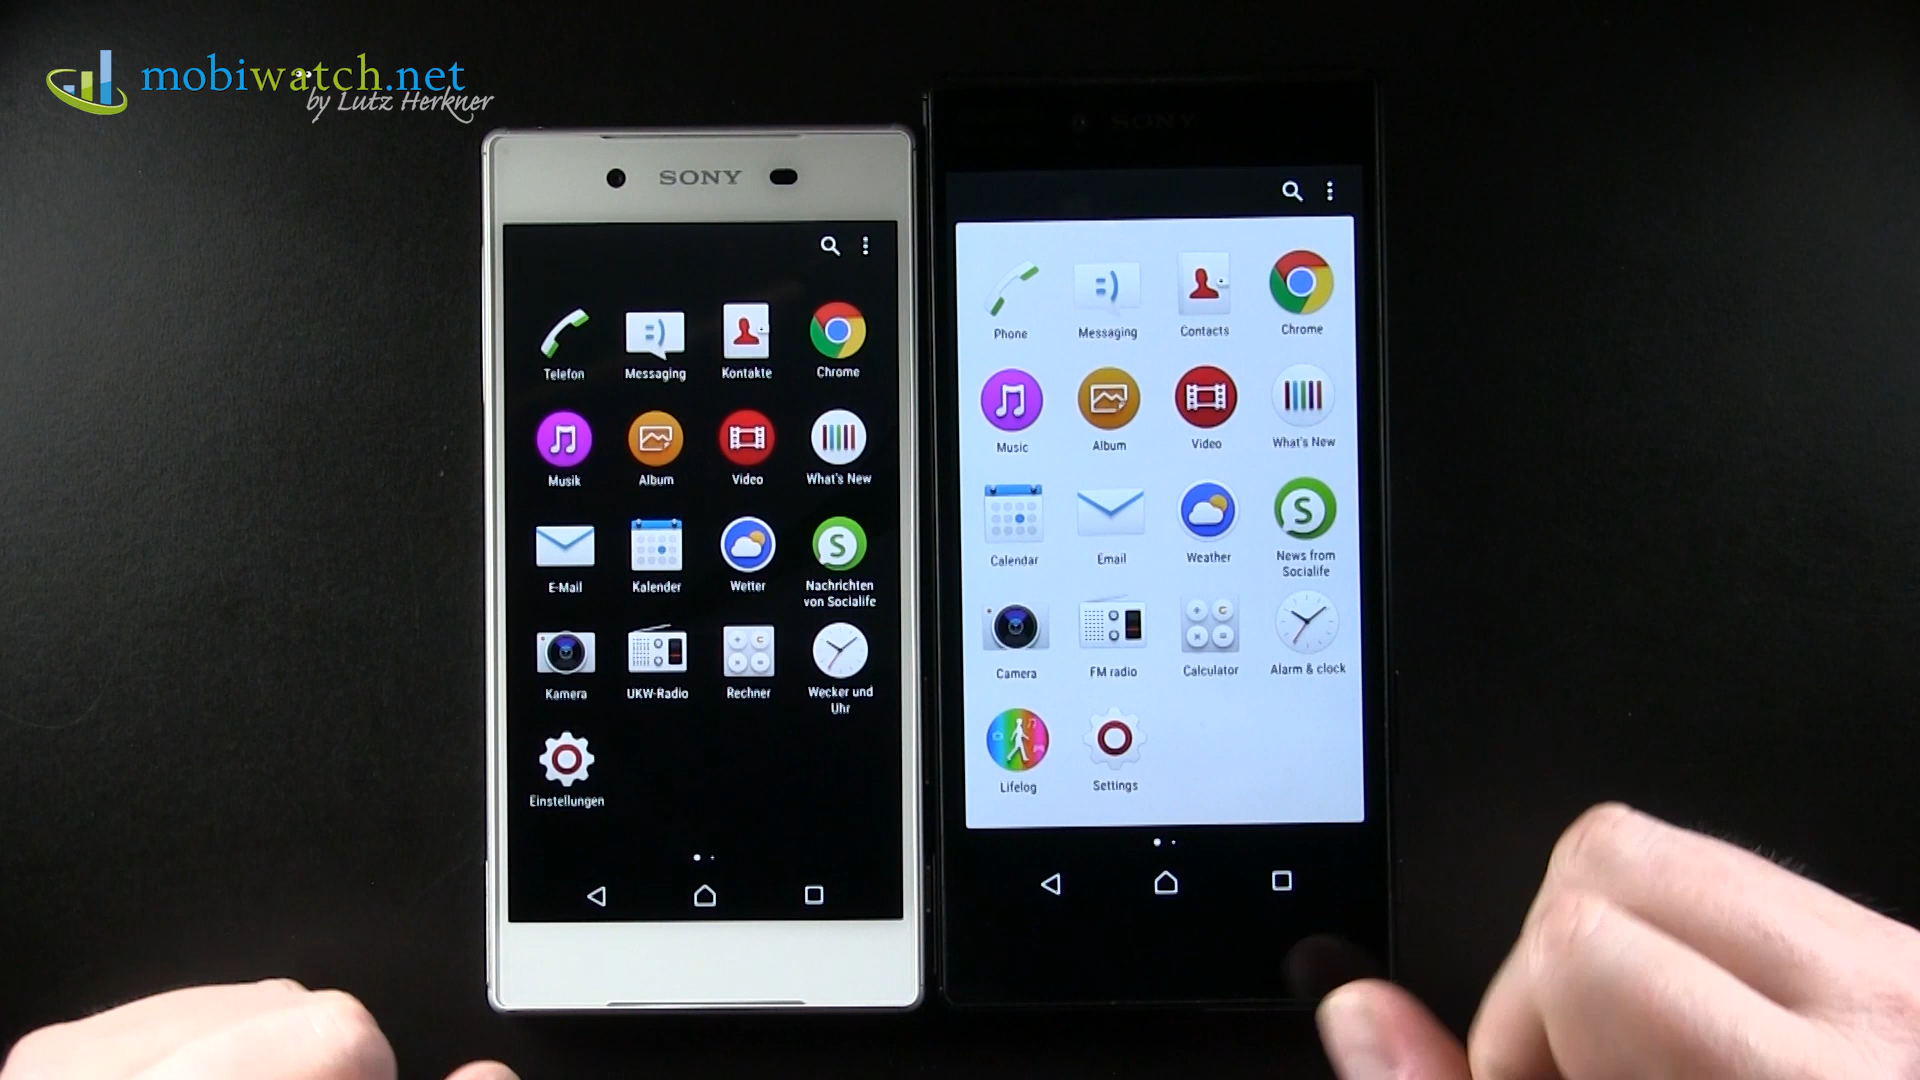 mobiwatch.net
by Lutz Herkner
SONY
Telefon
Messaging
Kontakte
Chrome
Musik
Album
Video
What's New
E-Mail
Kalender
Wetter
Nachrichten
von Socialife
Kamera
UKW-Radio
Rechner
Wecker und
Uhr
Einstellungen
SONY
Phone
Messaging
Contacts
Chrome
Music
Album
Video
What's New
Calendar
Email
Weather
News from
Socialife
Camera
FM radio
Calculator
Alarm & clock
Lifelog
Settings